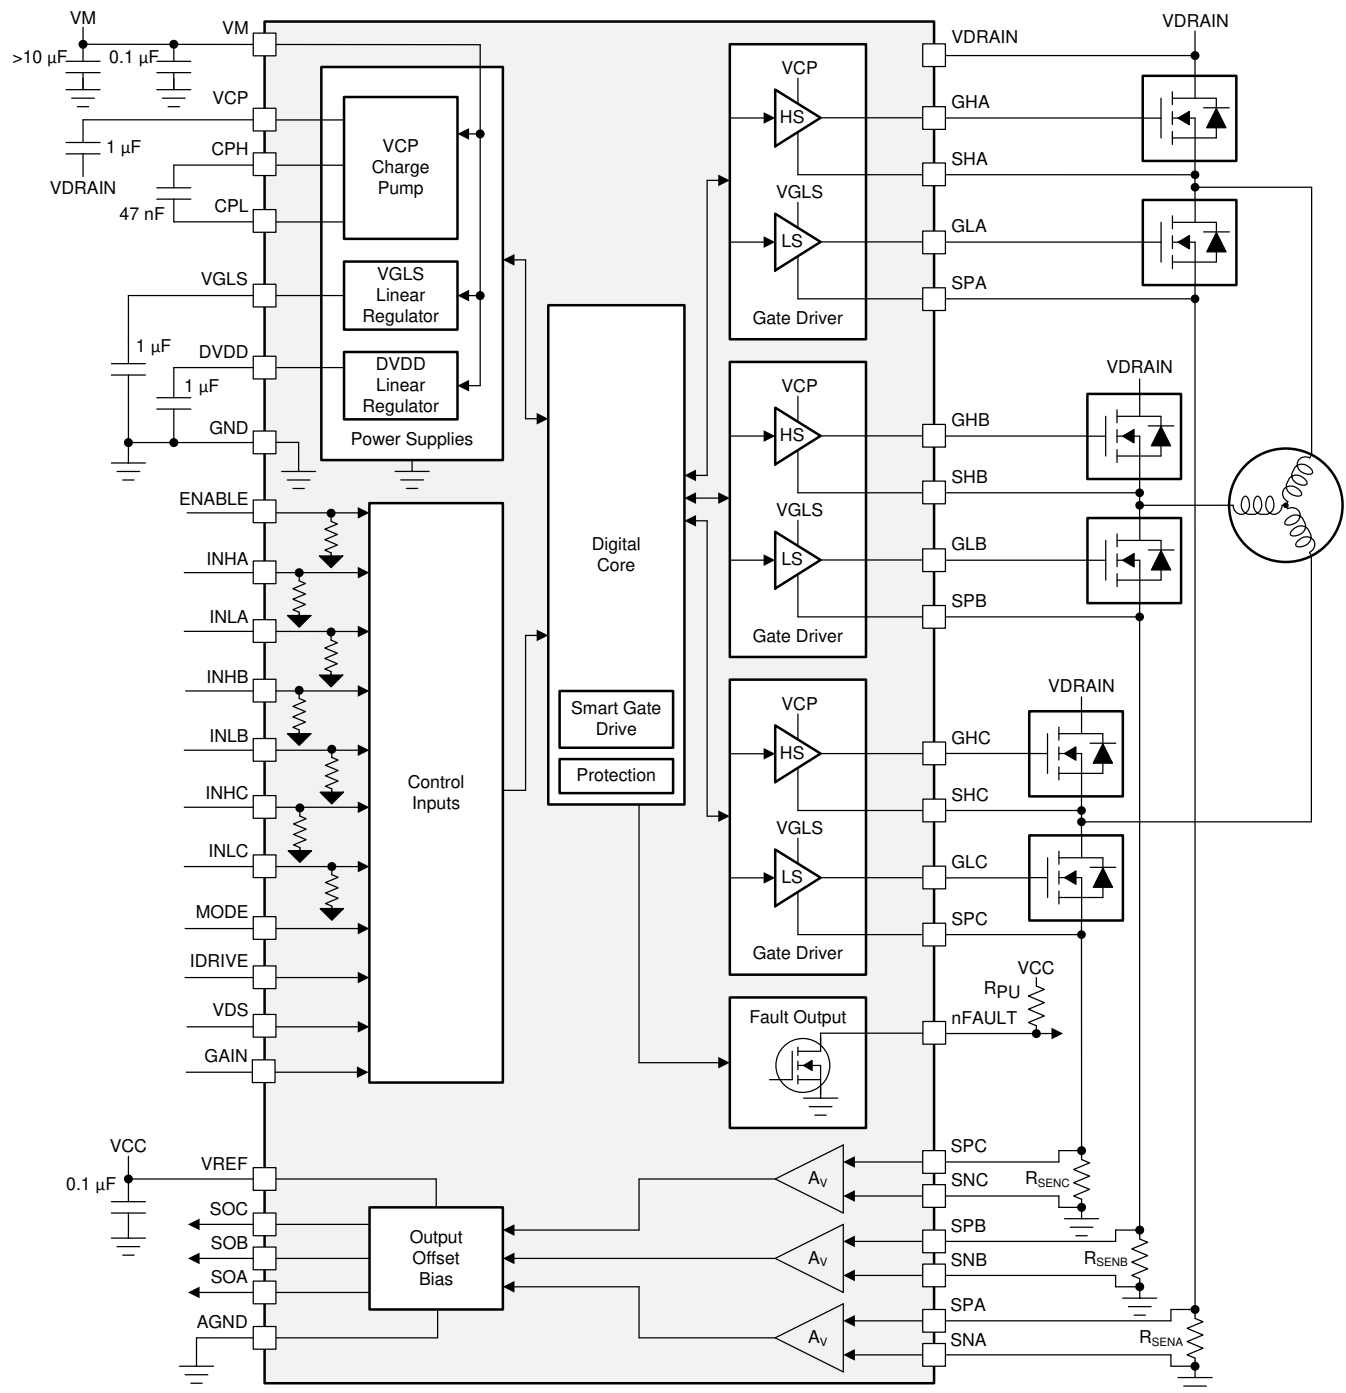 VM
>10 µF
0.1 µF
VM
VCP
1 µF
VDRAIN
CPH
47 nF
CPL
VGLS
1 µF
DVDD
1 µF
GND
ENABLE
INHA
INLA
INHB
INLB
INHC
INLC
MODE
IDRIVE
VDS
GAIN
VCC
0.1 µF
VREF
SOC
SOB
SOA
AGND
VCP
Charge
Pump
VGLS
Linear
Regulator
DVDD
Linear
Regulator
Power Supplies
Control
Inputs
Output
Offset
Bias
Digital
Core
Smart Gate
Drive
Protection
VCP
HS
VGLS
LS
Gate Driver
VCP
HS
VGLS
LS
Gate Driver
VCP
HS
VGLS
LS
Gate Driver
Fault Output
AV
AV
AV
VDRAIN
GHA
SHA
GLA
SPA
GHB
SHB
GLB
SPB
GHC
SHC
GLC
SPC
nFAULT
SPC
SNC
SPB
SNB
SPA
SNA
VDRAIN
VDRAIN
VDRAIN
VCC
RPU
RSENC
RSENB
RSENA